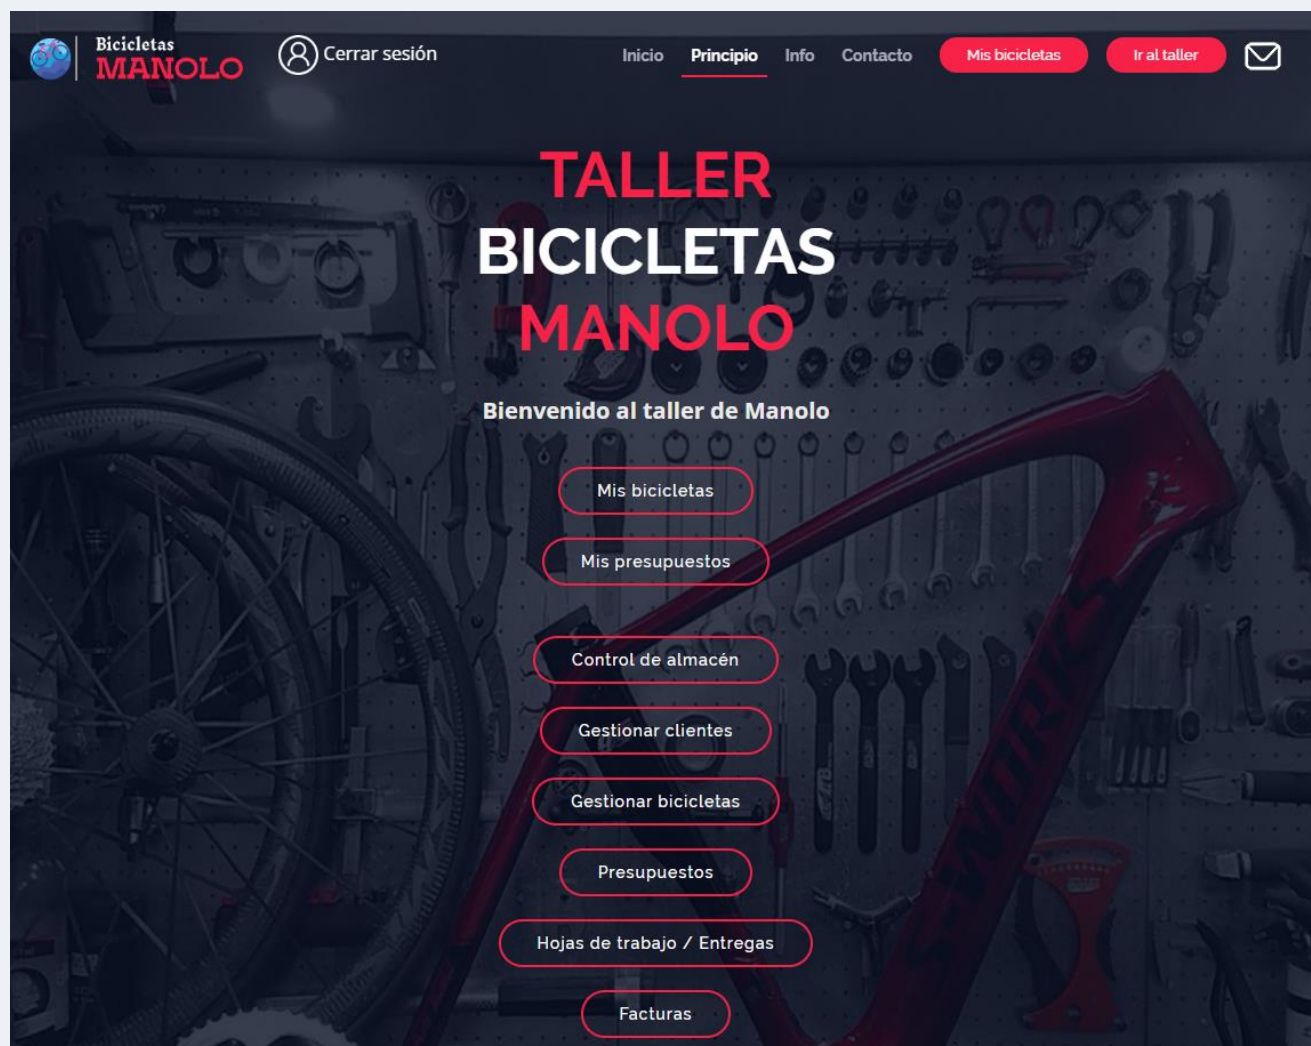 Bicicletas
MANOLO
Cerrar sesión
Inicio
Principio
Info
Contacto
Mis bicicletas
Ir al taller
TALLER
BICICLETAS
MANOLO
Bienvenido al taller de Manolo
Mis bicicletas
Mis presupuestos
Control de almacén
Gestionar clientes
Gestionar bicicletas
Presupuestos
Hojas de trabajo / Entregas
Facturas